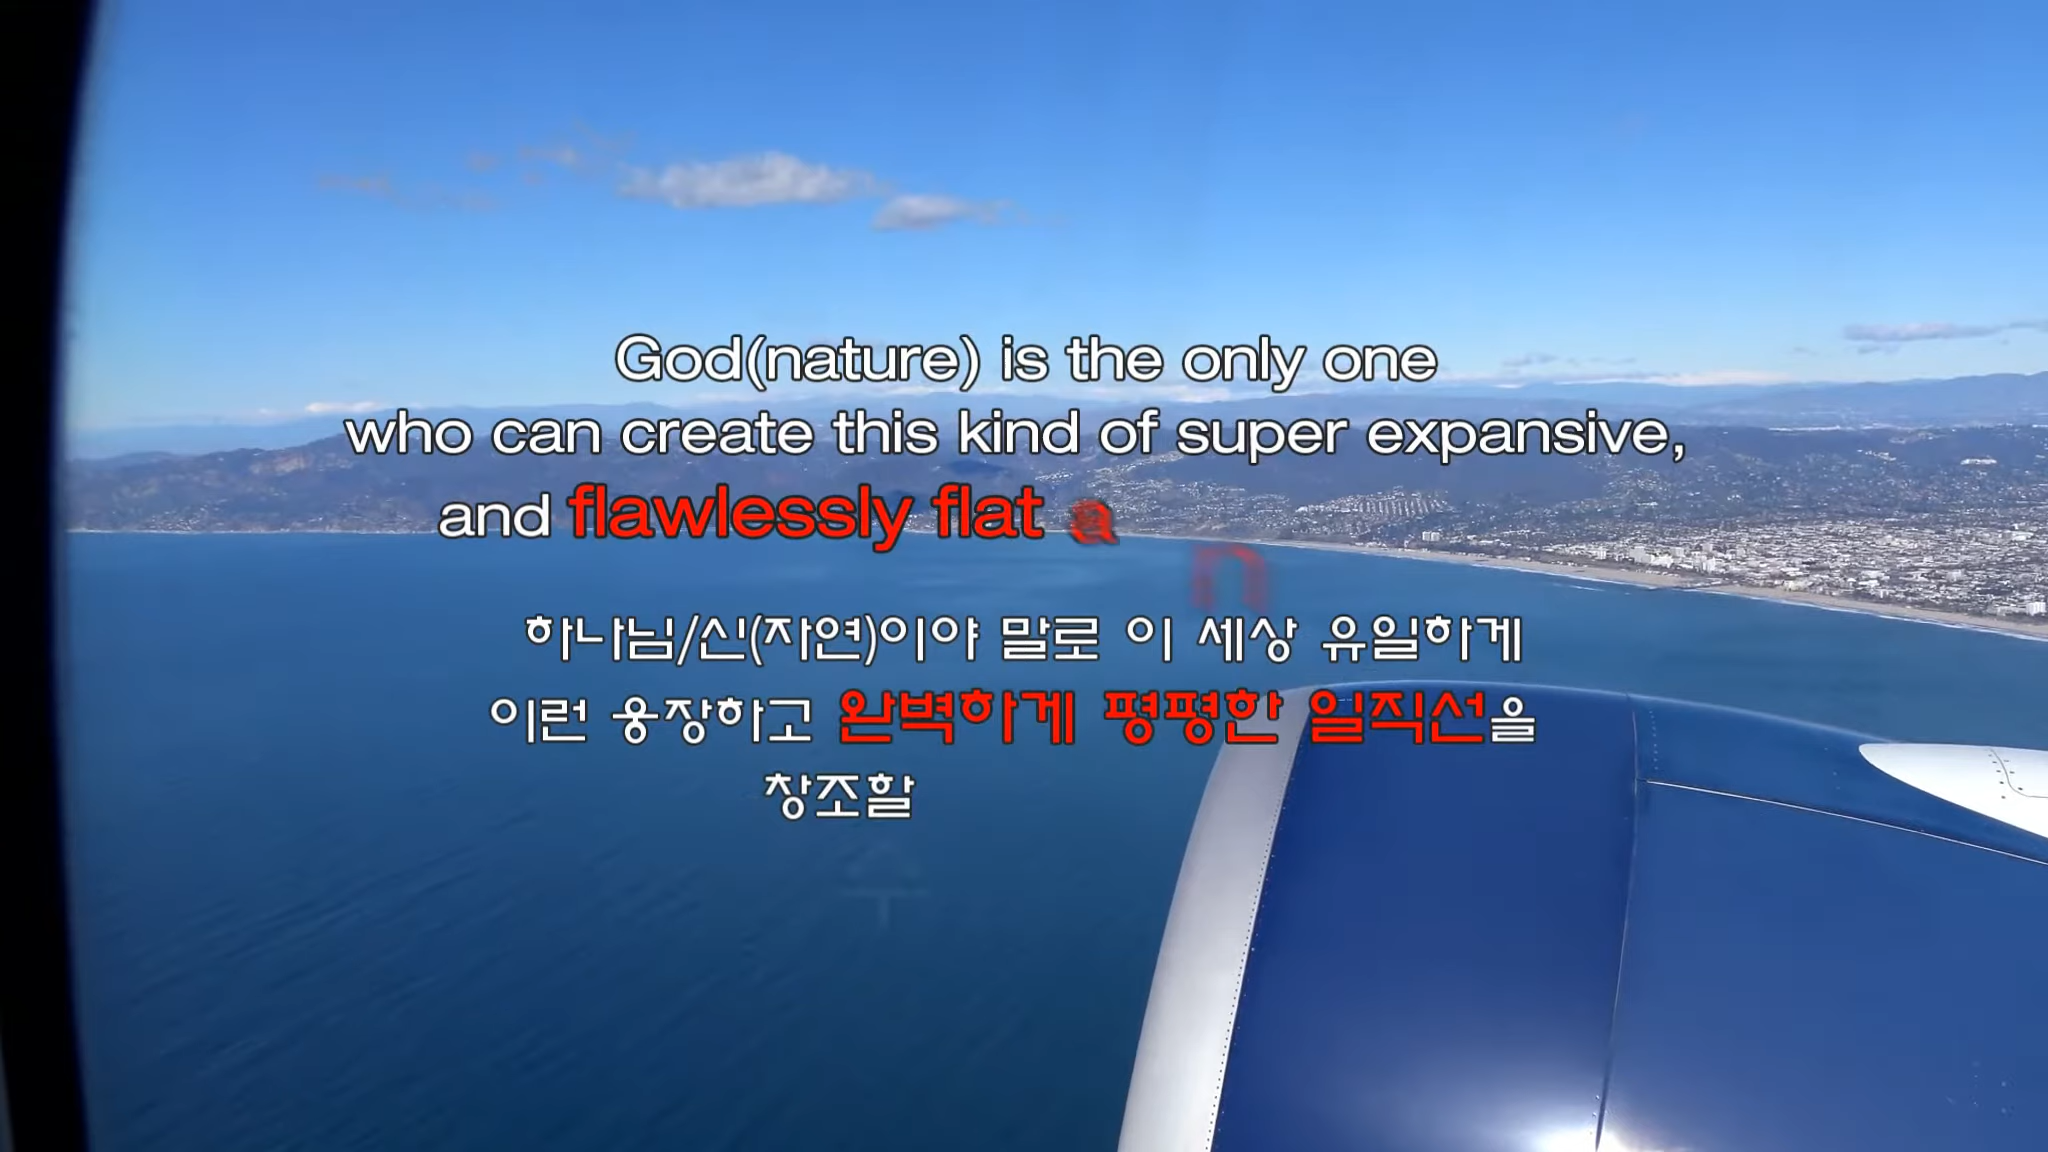 God(nature) is the only one
who can create this kind of super expansive,
and flawlessly flat a n
하나님/신(자연)이야 말로 이 세상 유일하게
이런 웅장하고 완벽하게 평평한 일직선을
창조할 수